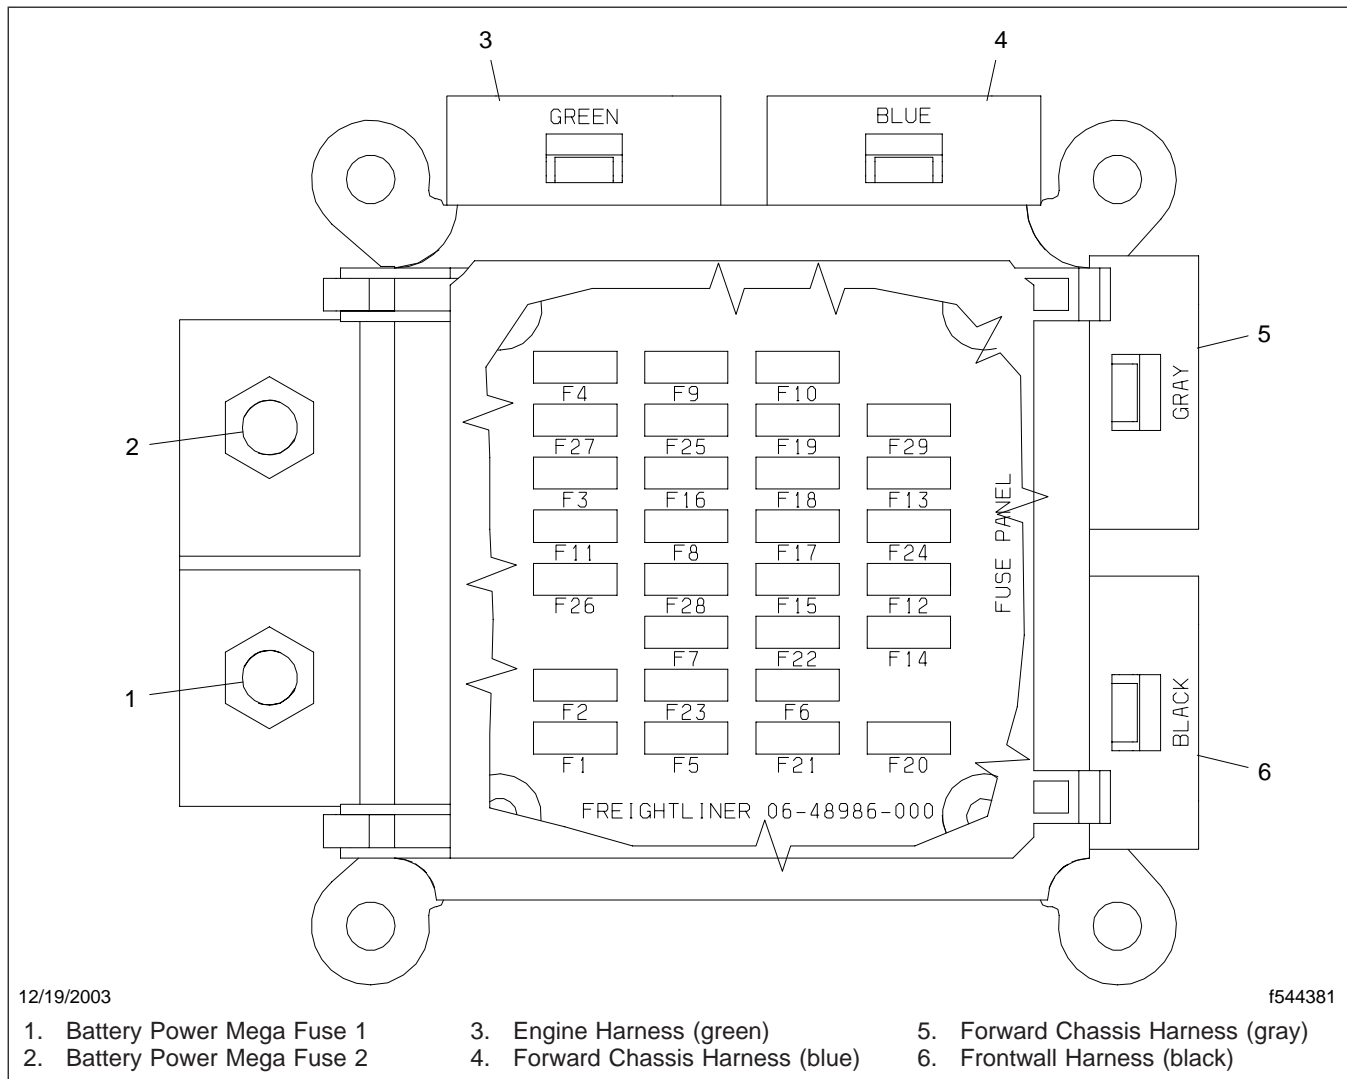 3
4
GREEN
BLUE
5
GRAY
2
F4 F9 F10
F27 F25 F19 F29
F3 F16 F18 F13
F11 F8 F17 F24
F26 F28 F15 F12
F7 F22 F14
F2 F23 F6
F1 F5 F21 F20
FUSE PANEL
1
BLACK
6
FREIGHTLINER 06-48986-000
12/19/2003
f544381
1. Battery Power Mega Fuse 1
2. Battery Power Mega Fuse 2
3. Engine Harness (green)
4. Forward Chassis Harness (blue)
5. Forward Chassis Harness (gray)
6. Frontwall Harness (black)